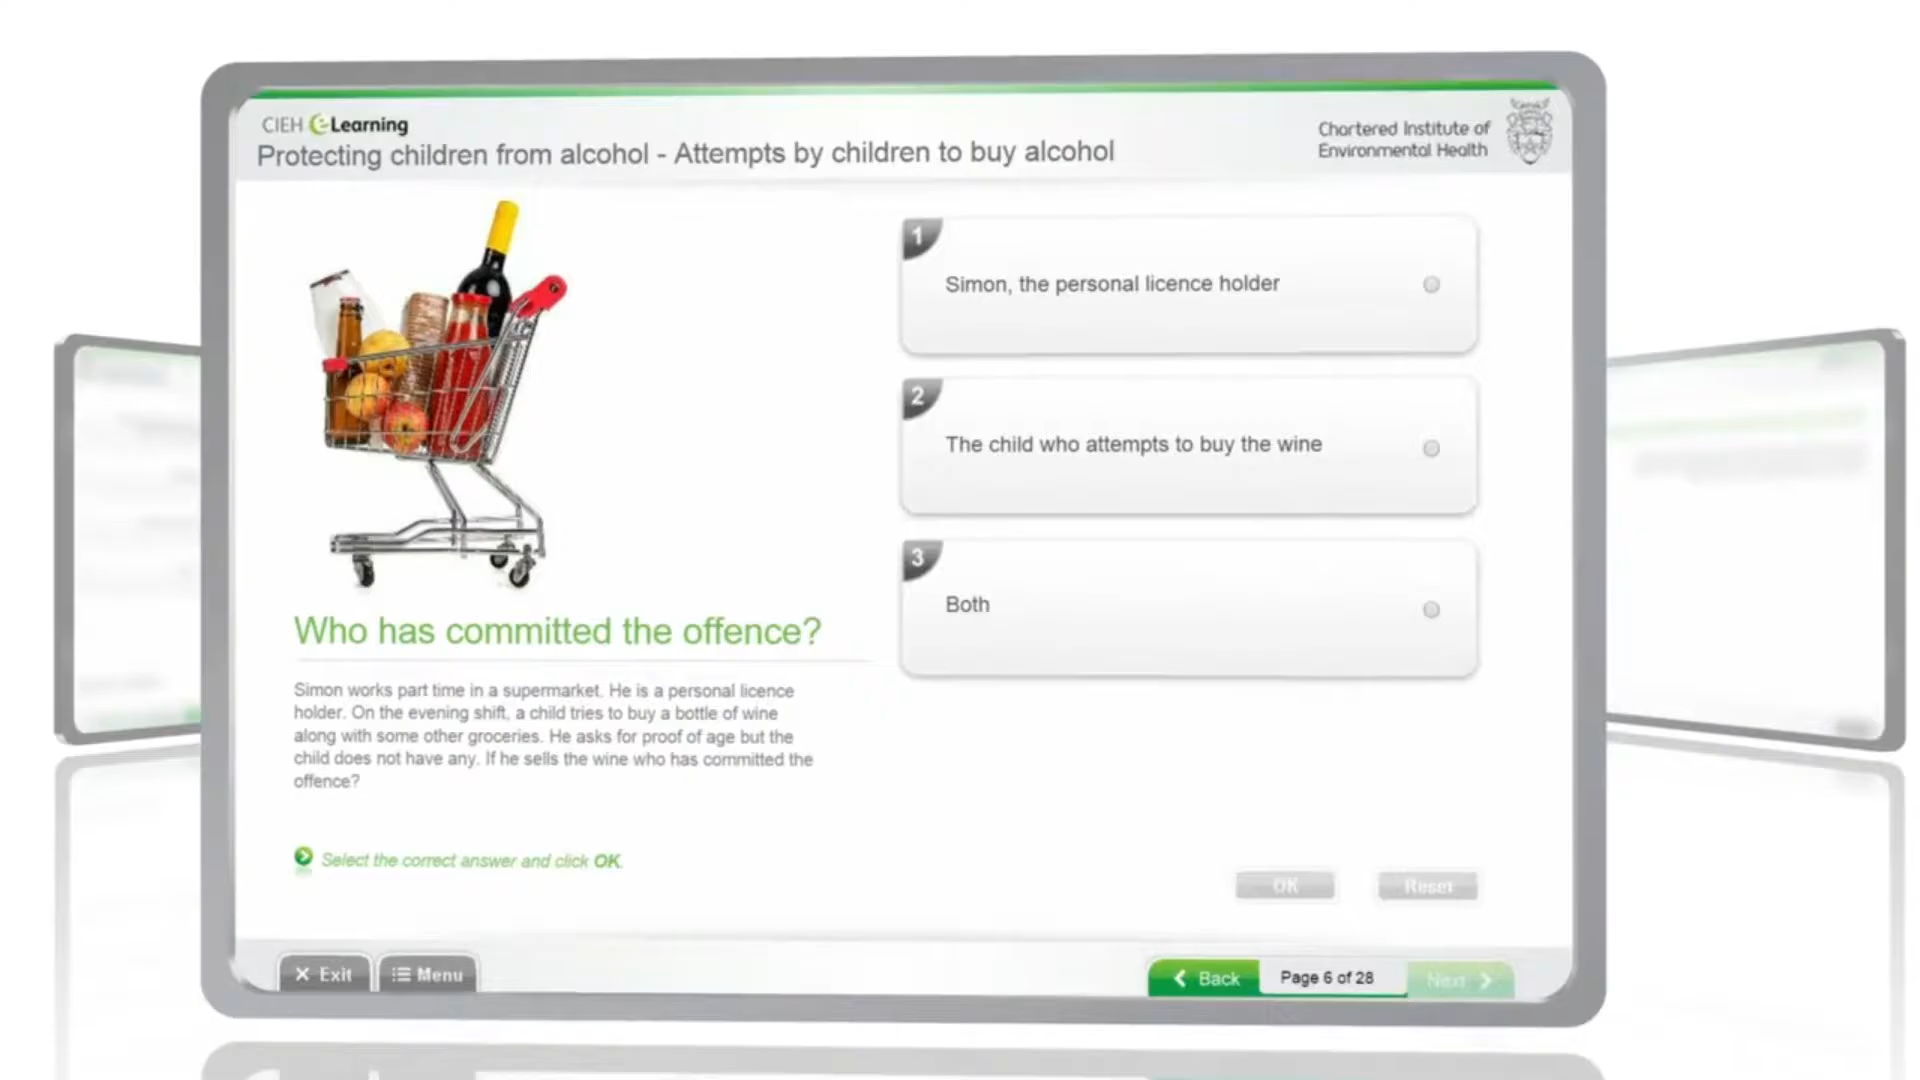 CIEH e-Learning
Protecting children from alcohol - Attempts by children to buy alcohol
Chartered Institute of
Environmental Health
1
Simon, the personal licence holder
2
The child who attempts to buy the wine
3
Both
Who has committed the offence?
Simon works part time in a supermarket. He is a personal licence
holder. On the evening shift, a child tries to buy a bottle of wine
along with some other groceries. He asks for proof of age but the
child does not have any. If he sells the wine who has committed the
offence?
Select the correct answer and click OK.
OK
Reset
Exit
Menu
Back
Page 6 of 28
Next